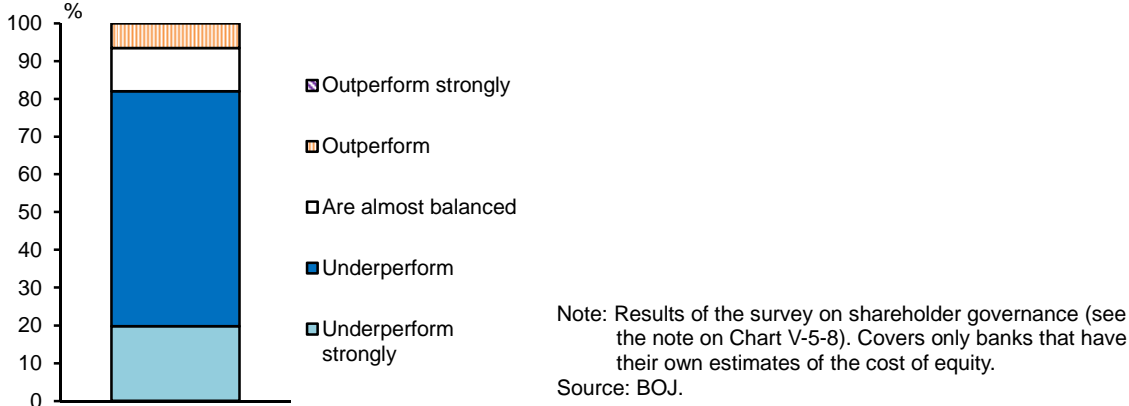 %
100
90
80
70
60
50
40
30
20
10
0
Outperform strongly
Outperform
Are almost balanced
Underperform
Underperform
strongly
Note: Results of the survey on shareholder governance (see
the note on Chart V-5-8). Covers only banks that have
their own estimates of the cost of equity.
Source: BOJ.